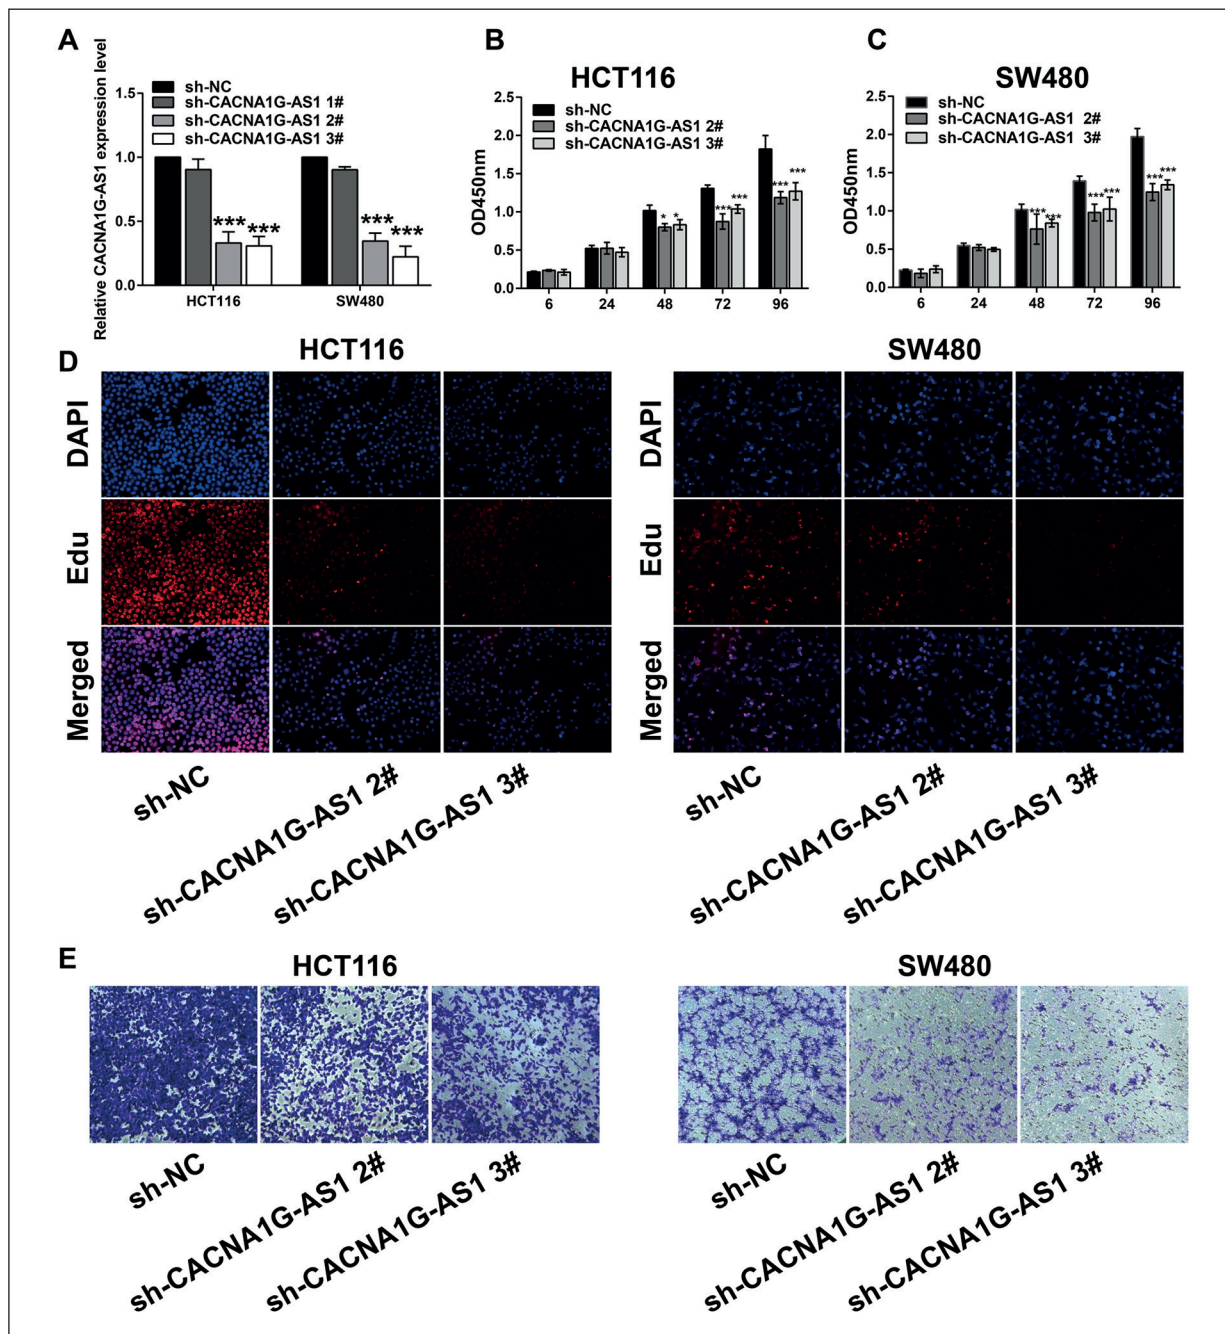 A
Relative CACNA1G-AS1 expression level
sh-NC
sh-CACNA1G-AS1 1#
sh-CACNA1G-AS1 2#
sh-CACNA1G-AS1 3#
1.5
1.0
0.5
0.0
*** ***
*** ***
HCT116 SW480
B
HCT116
sh-NC
sh-CACNA1G-AS1 2#
sh-CACNA1G-AS1 3#
OD450nm
2.5
2.0
1.5
1.0
0.5
0.0
* *
*** ***
*** ***
6 24 48 72 96
C
SW480
sh-NC
sh-CACNA1G-AS1 2#
sh-CACNA1G-AS1 3#
OD450nm
2.5
2.0
1.5
1.0
0.5
0.0
*** ***
*** ***
*** ***
6 24 48 72 96
D
HCT116
DAPI
Edu
Merged
sh-NC
sh-CACNA1G-AS1 2#
sh-CACNA1G-AS1 3#
SW480
DAPI
Edu
Merged
sh-NC
sh-CACNA1G-AS1 2#
sh-CACNA1G-AS1 3#
E
HCT116
sh-NC
sh-CACNA1G-AS1 2#
sh-CACNA1G-AS1 3#
SW480
sh-NC
sh-CACNA1G-AS1 2#
sh-CACNA1G-AS1 3#